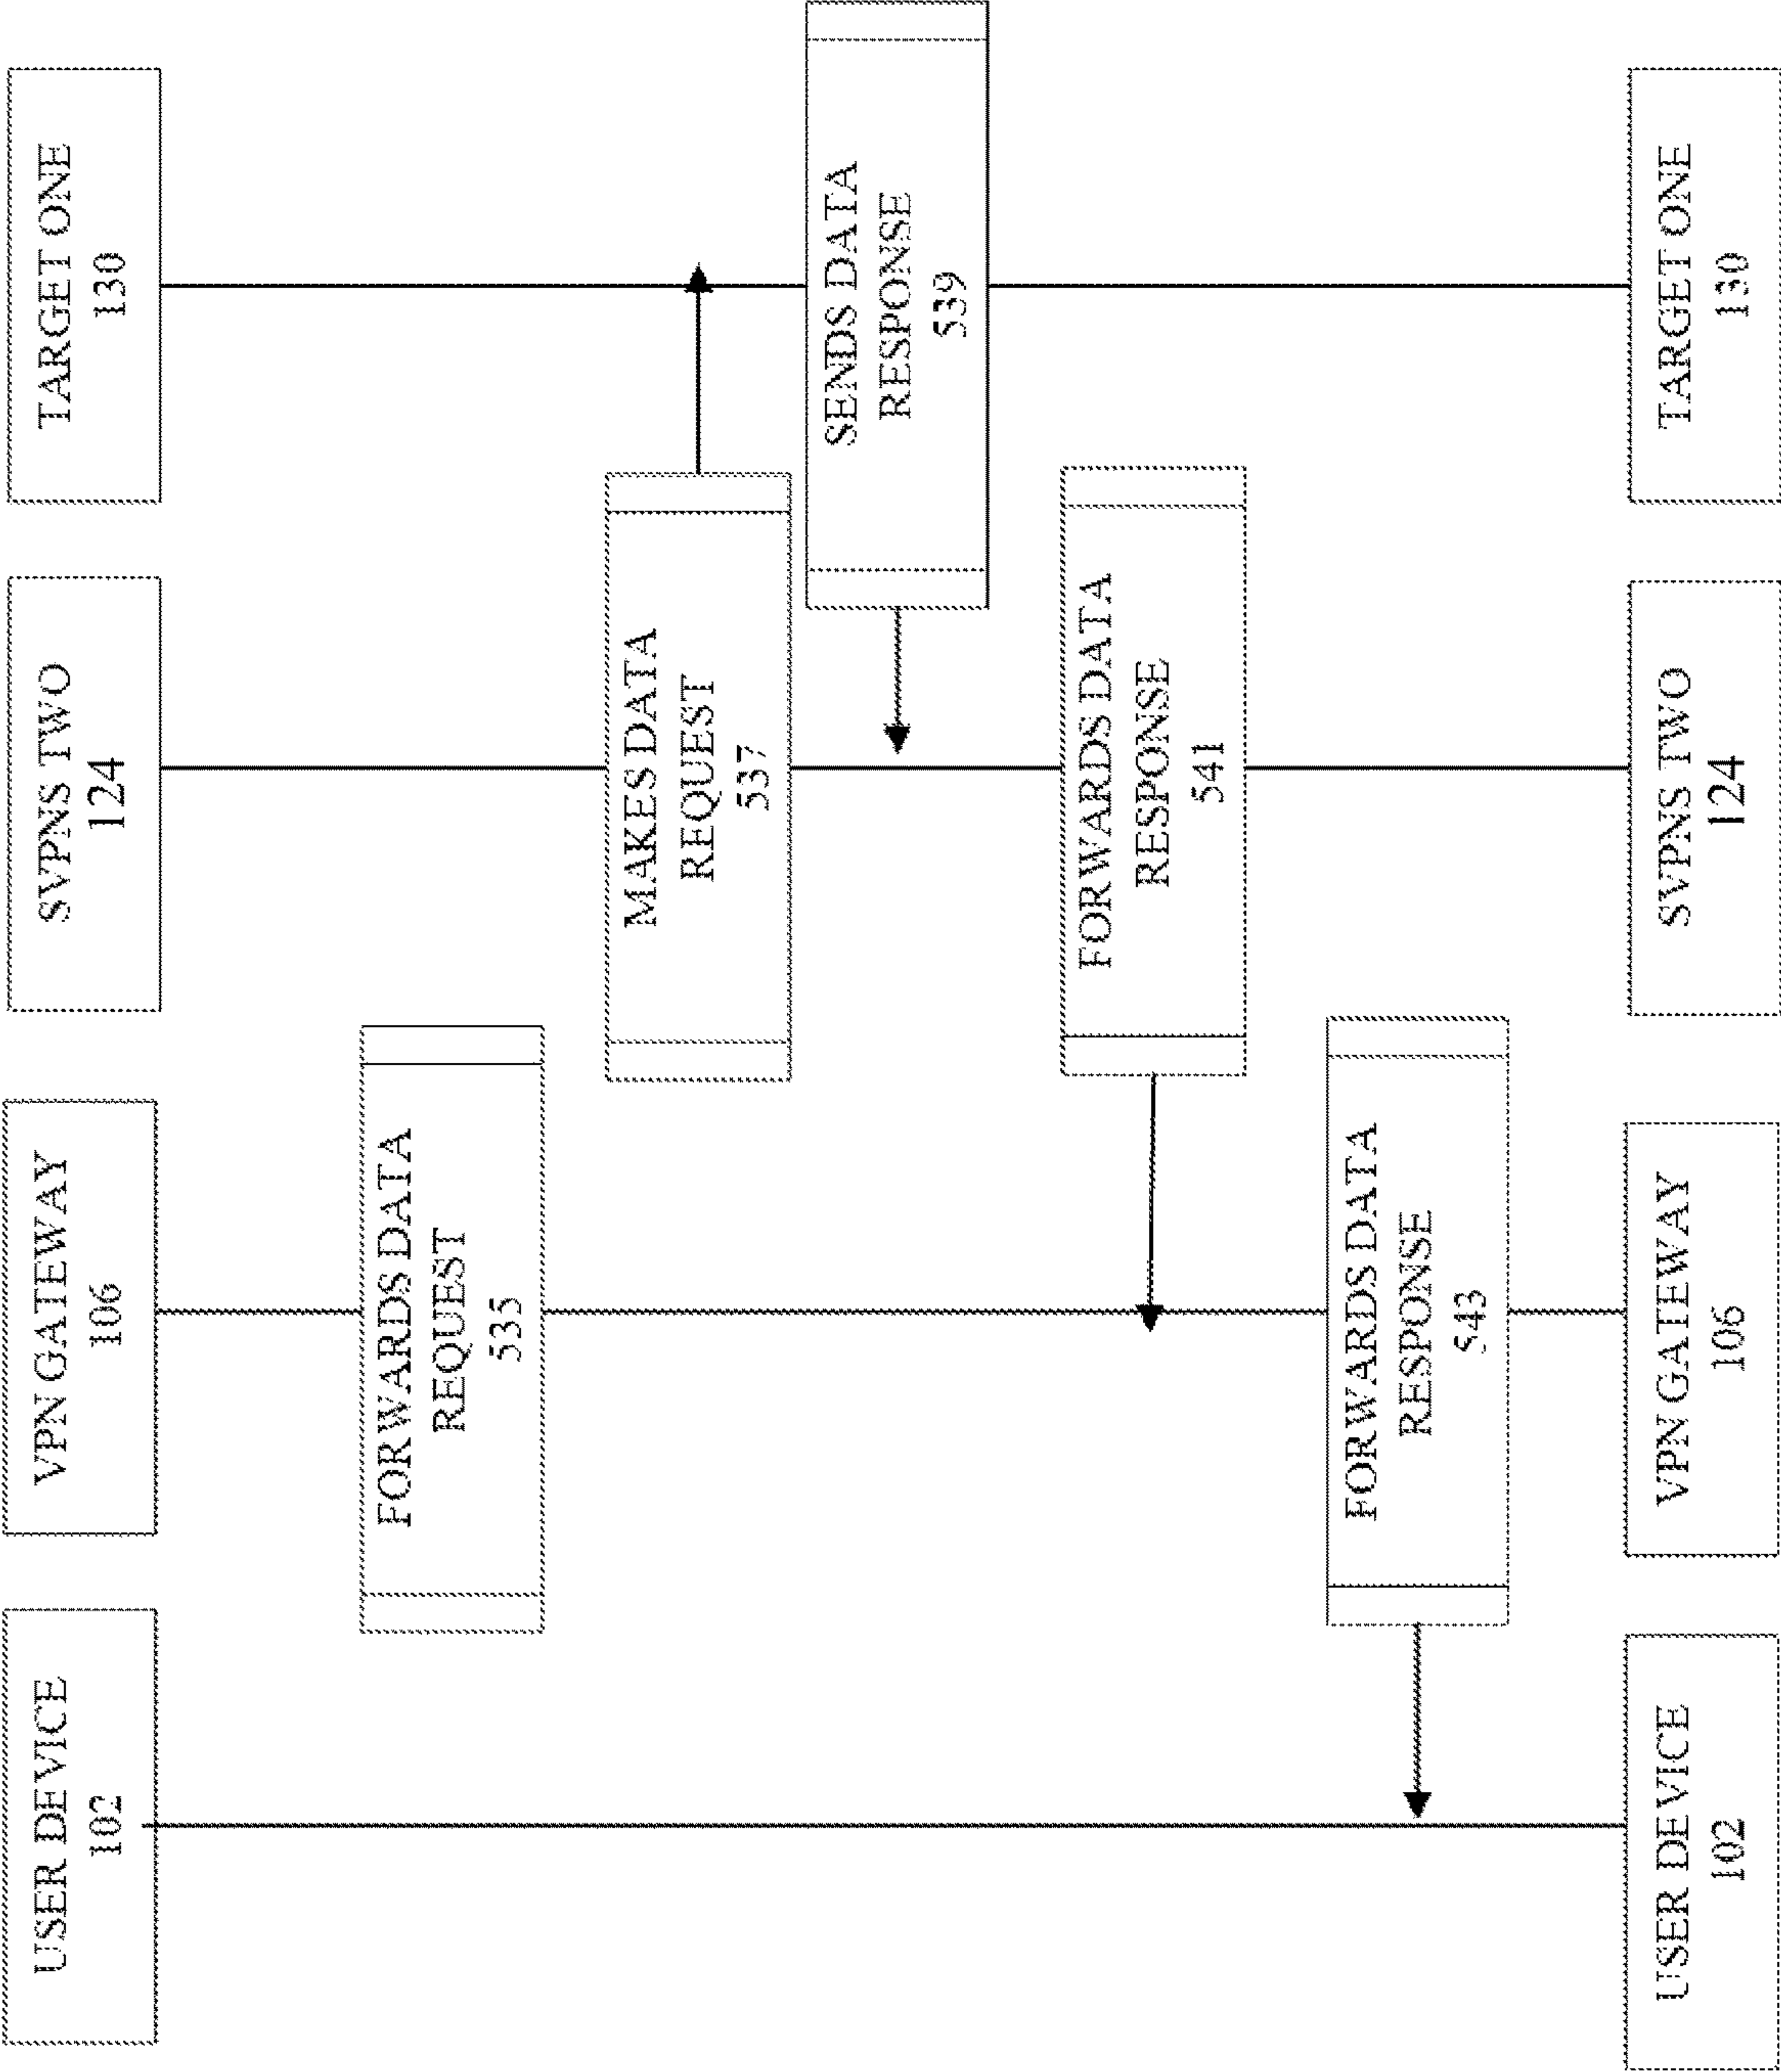 USER DEVICE
102
VPN GATEWAY
106
SVPNS TWO
124
TARGET ONE
130
FORWARDS DATA
REQUEST
535
MAKES DATA
REQUEST
537
SENDS DATA
RESPONSE
539
FORWARDS DATA
RESPONSE
541
FORWARDS DATA
RESPONSE
543
USER DEVICE
102
VPN GATEWAY
106
SVPNS TWO
124
TARGET ONE
130